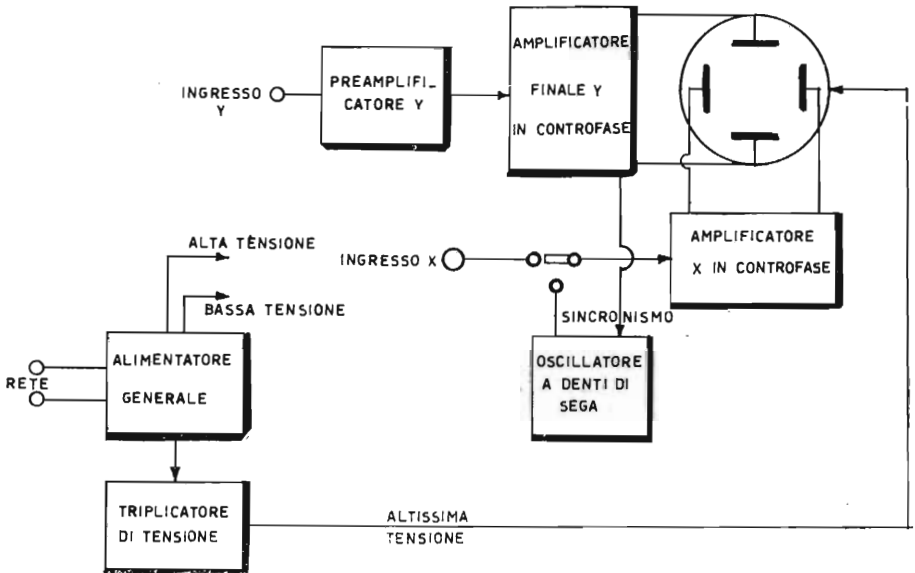 INGRESSO
Y
PREAMPLIFI_
CATORE Y
AMPLIFICATORE
FINALE Y
IN CONTROFASE
ALTA TENSIONE
BASSA TENSIONE
INGRESSO X
AMPLIFICATORE
X IN CONTROFASE
SINCRONISMO
RETE
ALIMENTATORE
GENERALE
OSCILLATORE
A DENTI DI
SEGA
TRIPLICATORE
DI TENSIONE
ALTISSIMA
TENSIONE